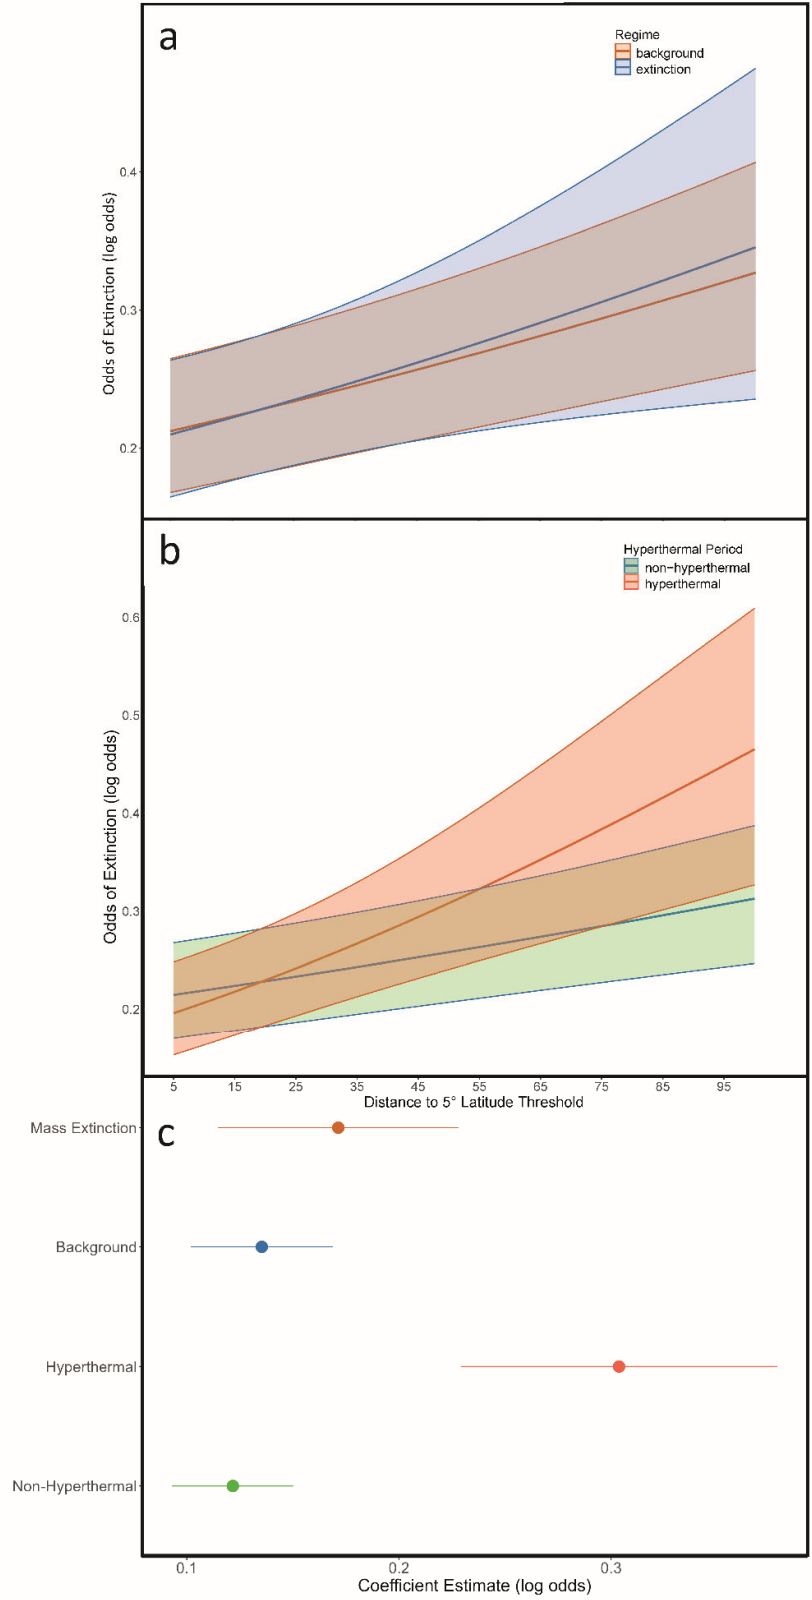 a
Regime
background
extinction
0.4
0.3
0.2
Odds of Extinction (log odds)
b
Hyperthermal Period
non-hyperthermal
hyperthermal
0.6
0.5
0.4
0.3
0.2
Odds of Extinction (log odds)
5 15 25 35 45 55 65 75 85 95
Distance to 5° Latitude Threshold
c
Mass Extinction
Background
Hyperthermal
Non-Hyperthermal
0.1 0.2 0.3
Coefficient Estimate (log odds)